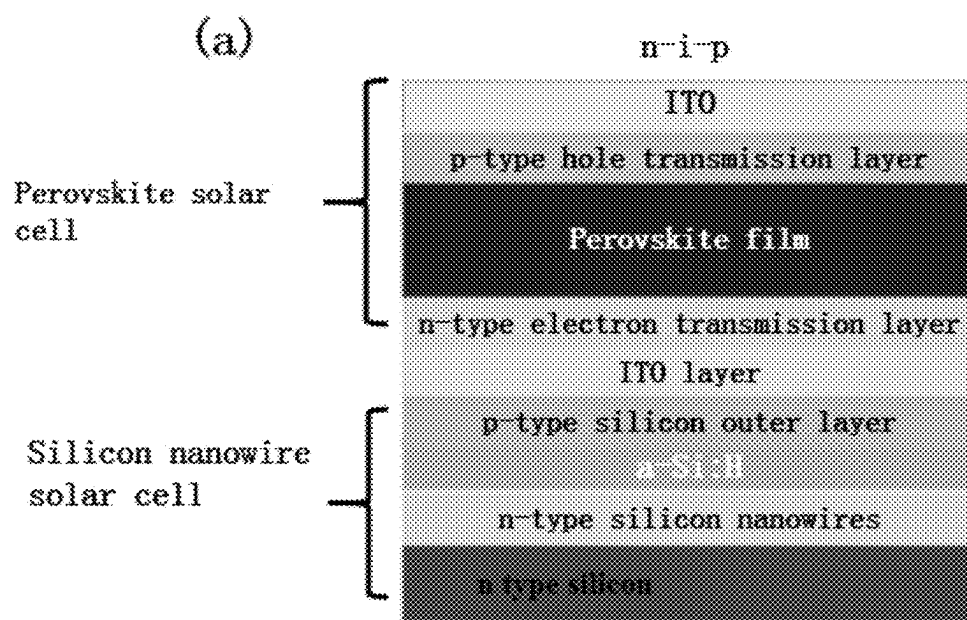 (a)
n-i-p
ITO
p-type hole transmission layer
Perovskite solar
cell
Perovskite film
n-type electron transmission layer
ITO layer
p-type silicon outer layer
a-Si:H
Silicon nanowire
solar cell
n-type silicon nanowires
n type silicon